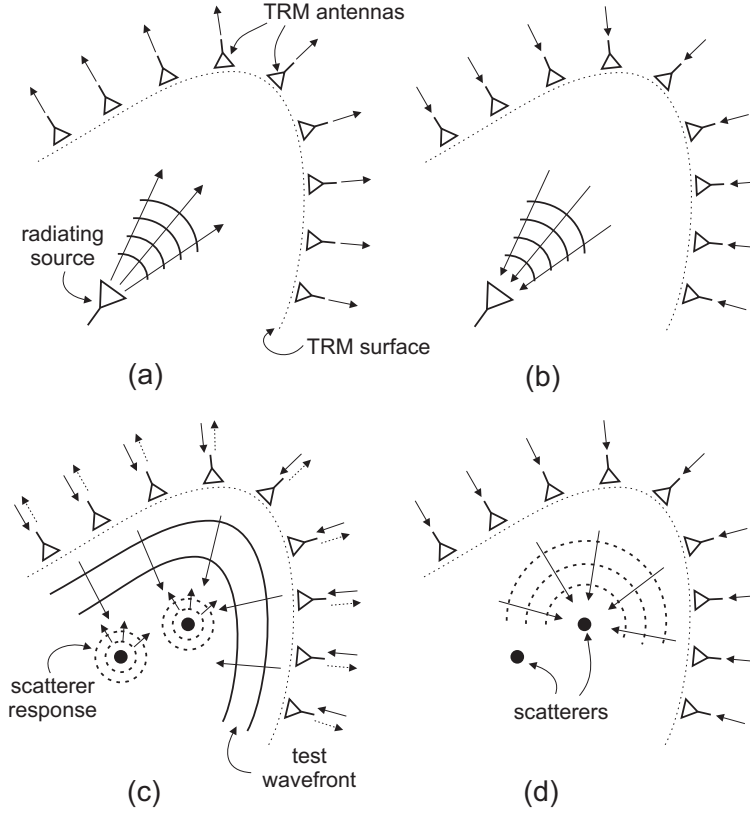 TRM antennas
radiating
source
TRM surface
(a)
(b)
scatterer
response
test
wavefront
scatterers
(c)
(d)